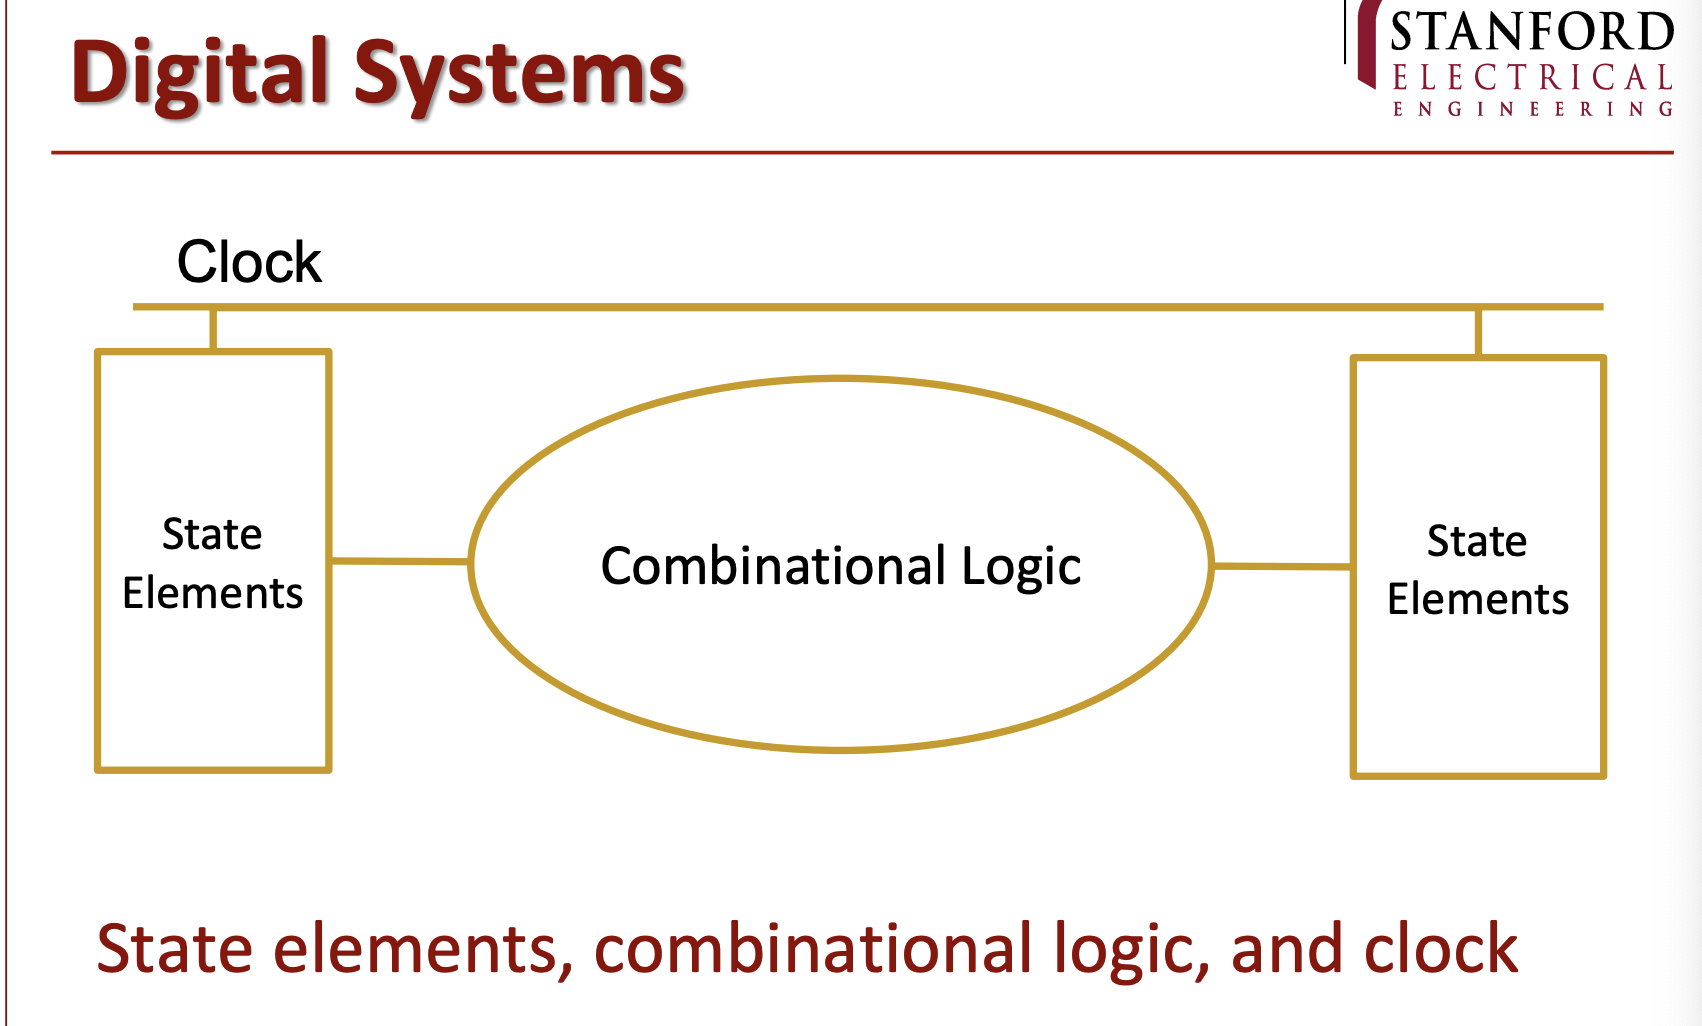 Digital Systems
STANFORD
ELECTRICAL
ENGINEERING
Clock
State
Elements
Combinational Logic
State
Elements
State elements, combinational logic, and clock